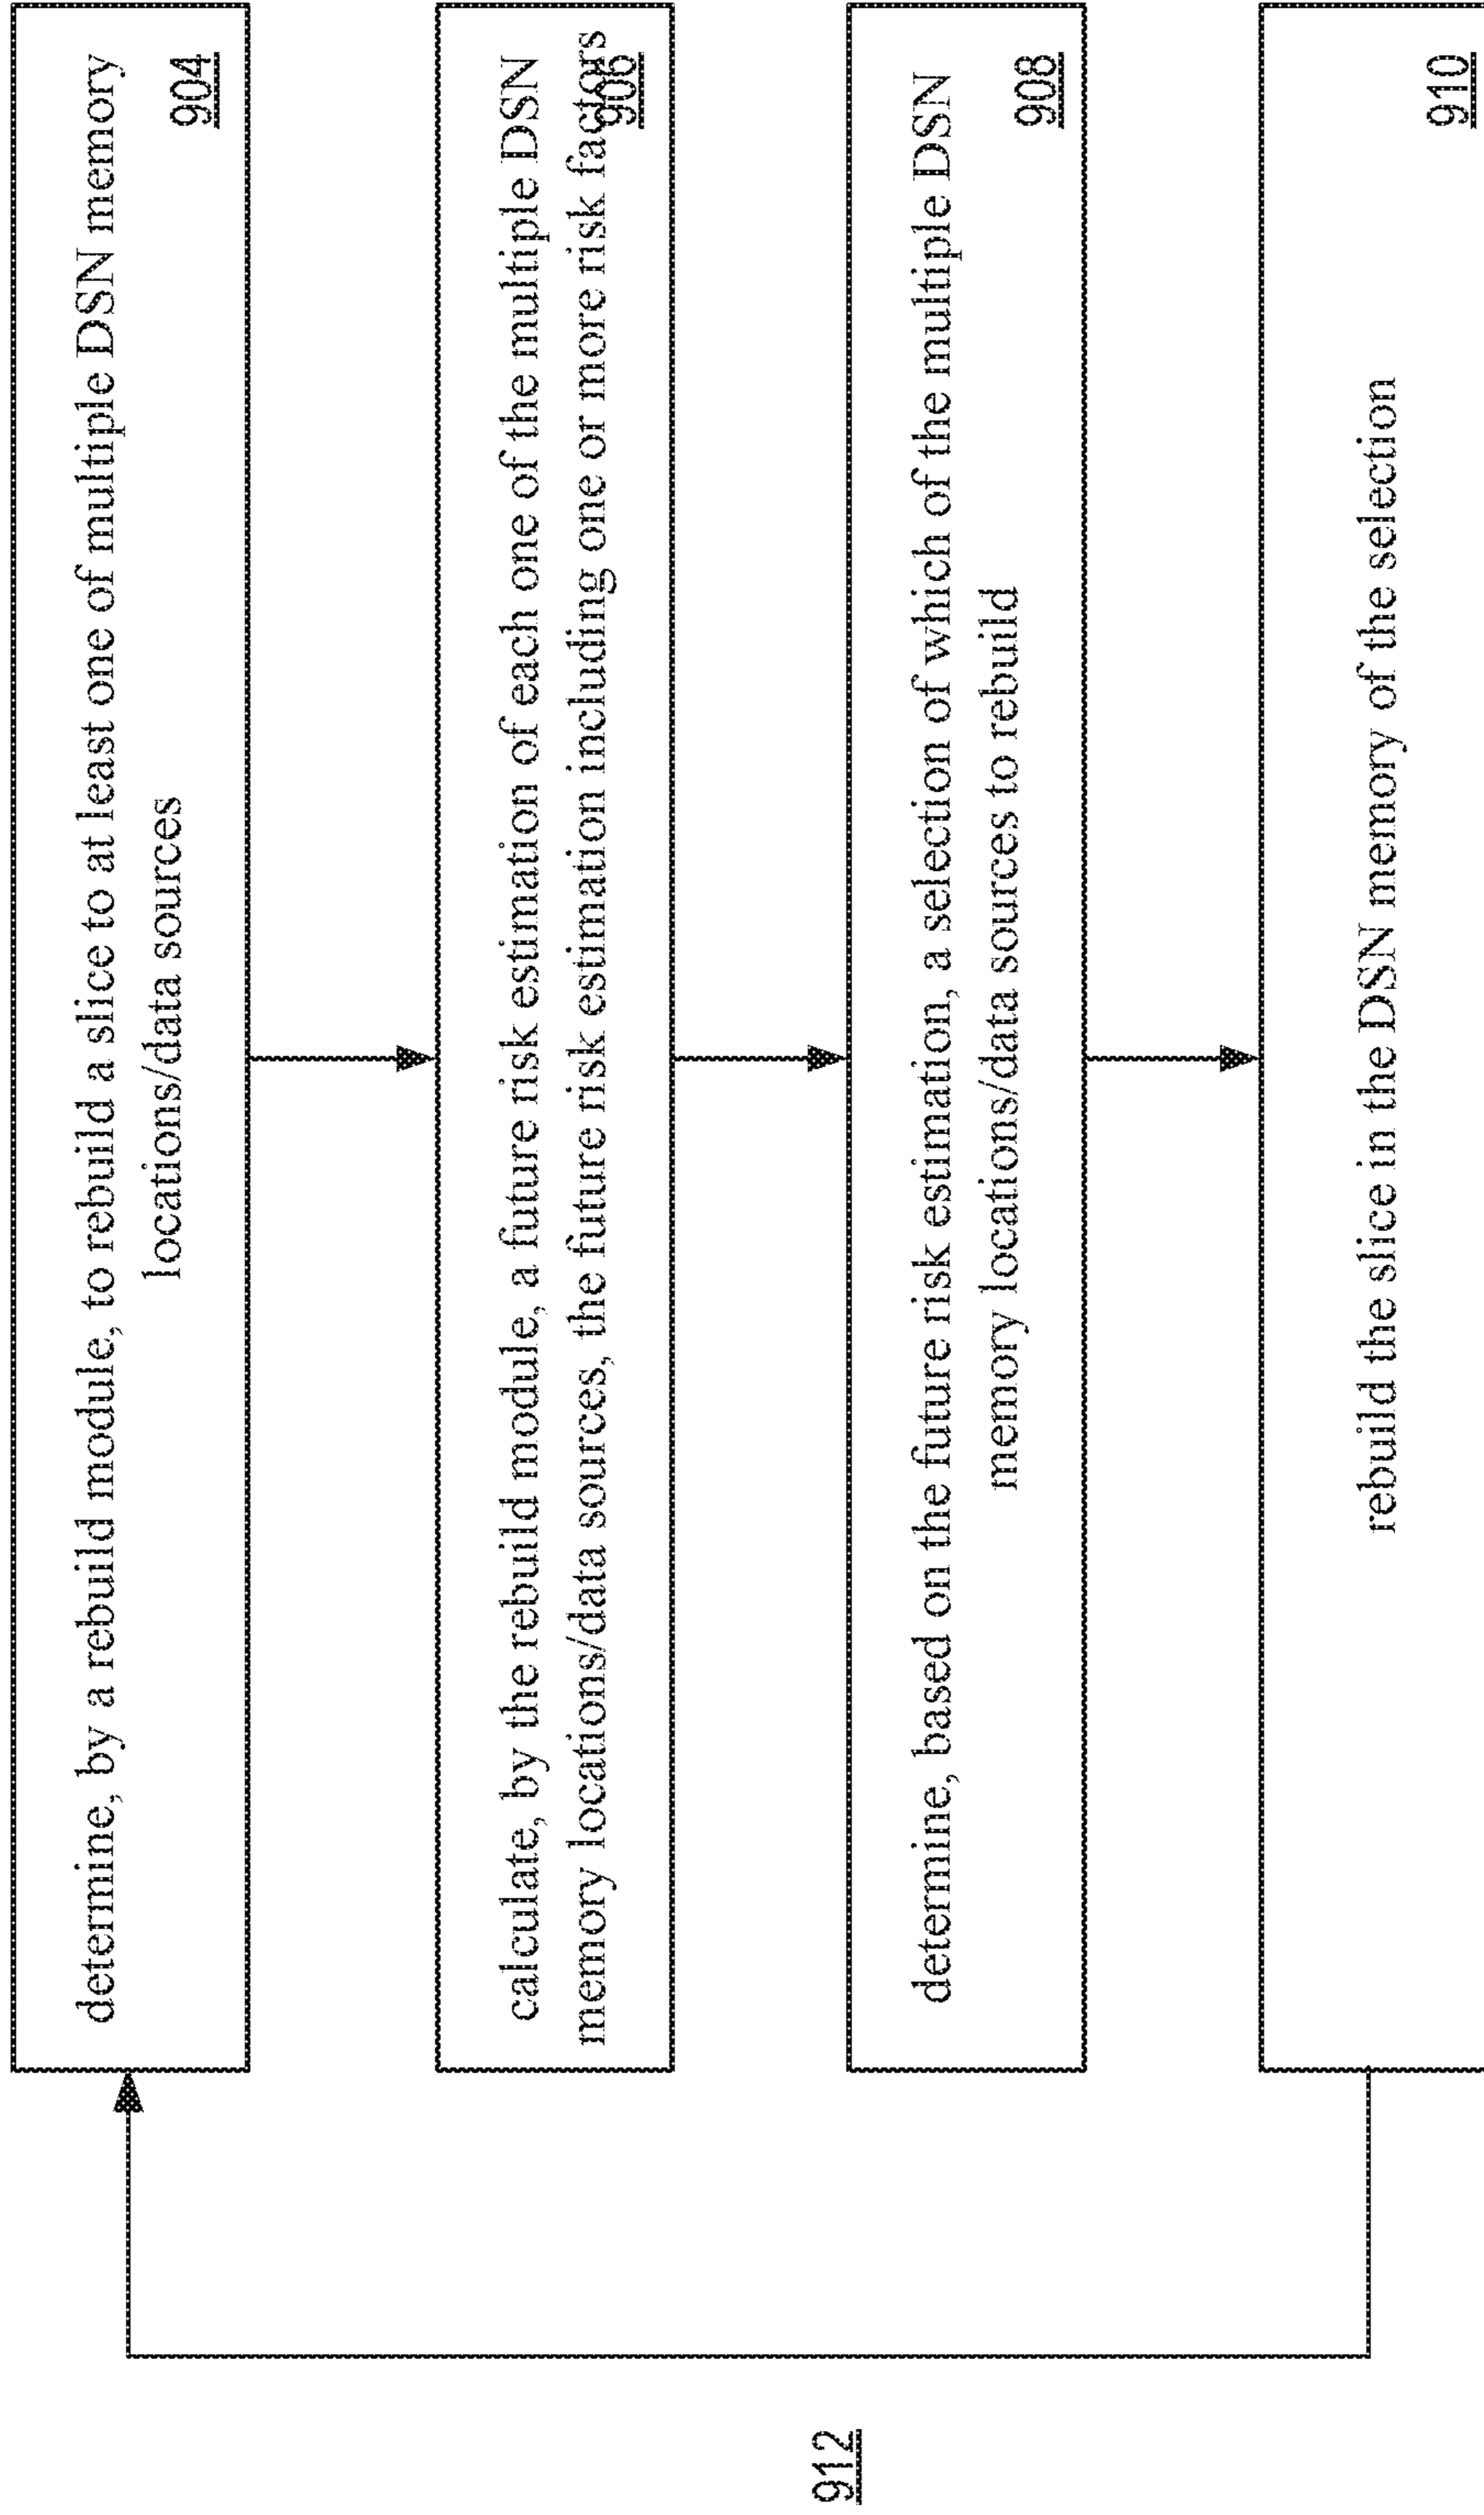 determine, by a rebuild module, to rebuild a slice to at least one of multiple DSN memory
locations/data sources
904
calculate, by the rebuild module, a future risk estimation of each one of the multiple DSN
memory locations/data sources, the future risk estimation including one or more risk factors
906
determine, based on the future risk estimation, a selection of which of the multiple DSN
memory locations/data sources to rebuild
908
rebuild the slice in the DSN memory of the selection
910
912